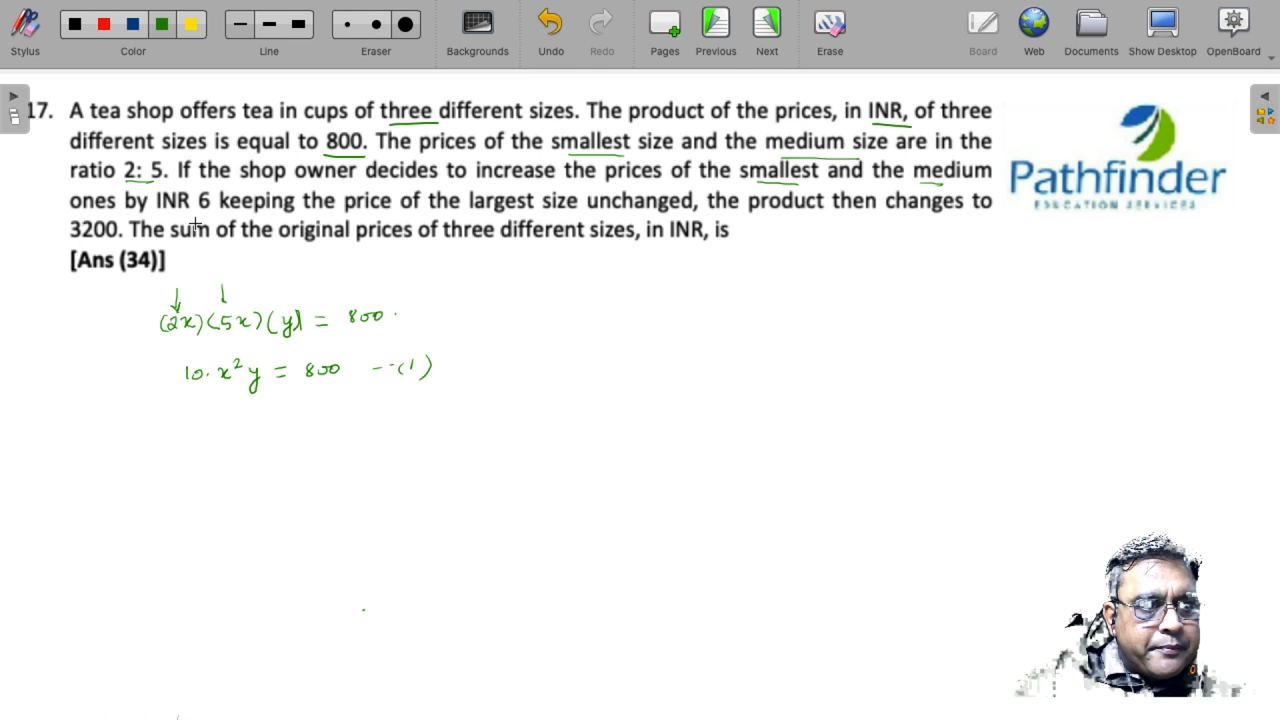 Stylus Color Line Eraser Backgrounds Undo Redo Pages Previous Next Erase Board Web Documents Show Desktop OpenBoard
17. A tea shop offers tea in cups of three different sizes. The product of the prices, in INR, of three
different sizes is equal to 800. The prices of the smallest size and the medium size are in the
ratio 2: 5. If the shop owner decides to increase the prices of the smallest and the medium
ones by INR 6 keeping the price of the largest size unchanged, the product then changes to
3200. The sum of the original prices of three different sizes, in INR, is
[Ans (34)]
Pathfinder
EDUCATION SERVICES
(2x)(5x)(y) = 800.
10. x²y = 800 --(1)